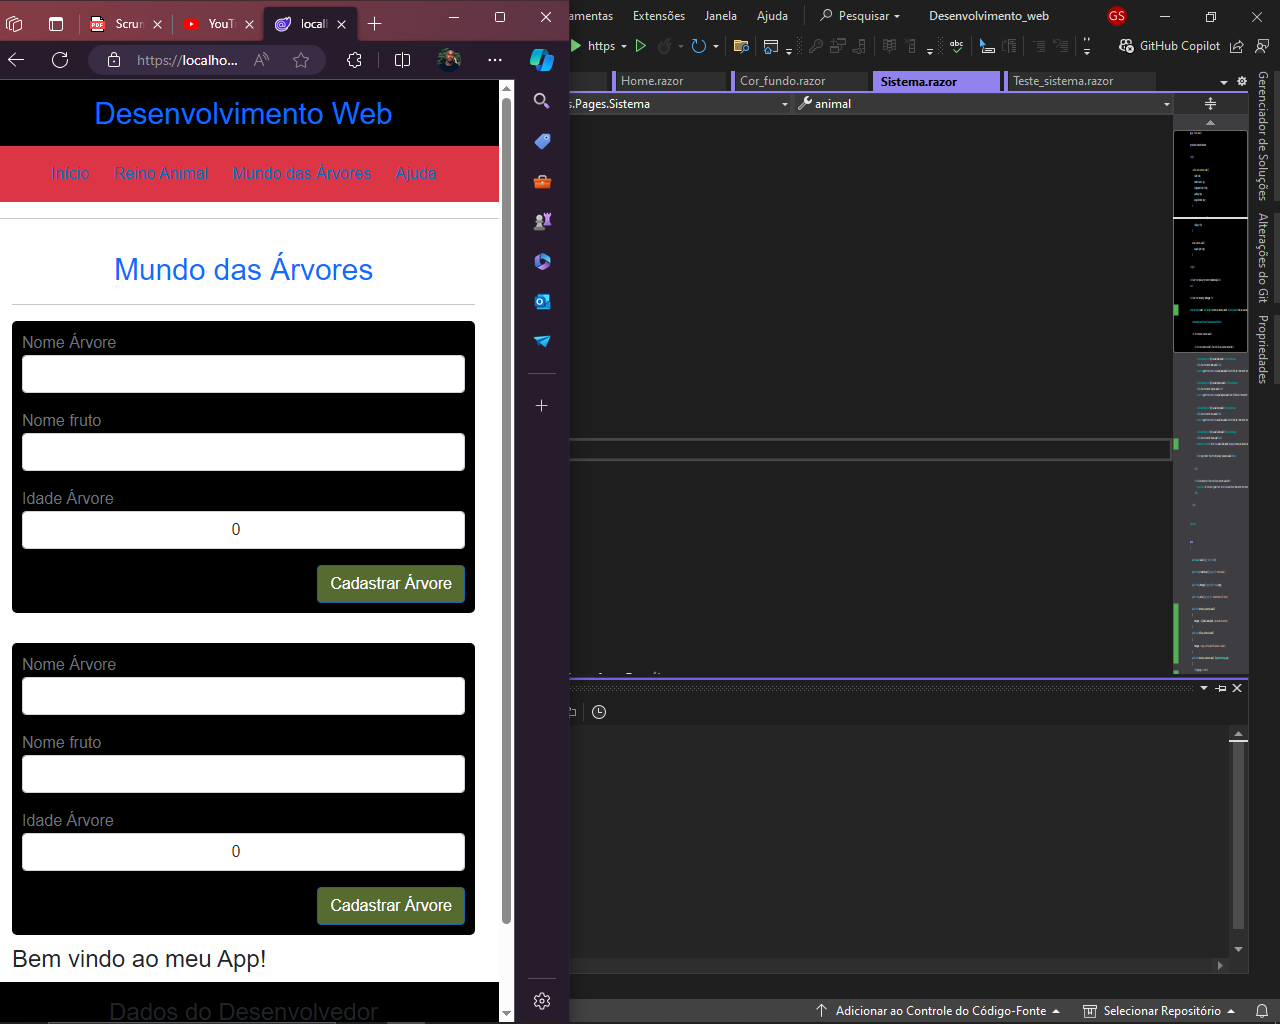 Scrun
YouT
locall
https://localho...
Desenvolvimento Web
Início Reino Animal Mundo das Árvores Ajuda
Mundo das Árvores
Nome Árvore
Nome fruto
Idade Árvore
0
Cadastrar Árvore
Nome Árvore
Nome fruto
Idade Árvore
0
Cadastrar Árvore
Bem vindo ao meu App!
Dados do Desenvolvedor
amentas Extensões Janela Ajuda Pesquisar Desenvolvimento_web GS
https GitHub Copilot
Home.razor Cor_fundo.razor Sistema.razor Teste_sistema.razor
s.Pages.Sistema animal
Gerenciador de Soluções
Alterações do Git
Propriedades
Adicionar ao Controle do Código-Fonte Selecionar Repositório